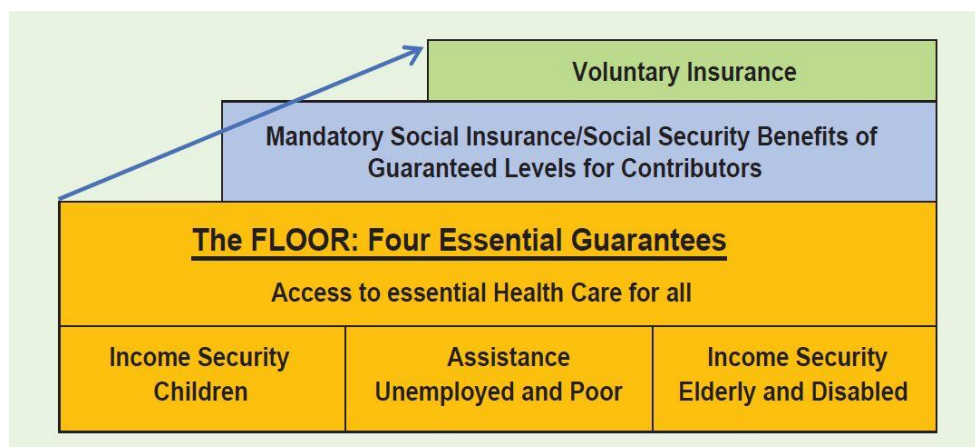 Voluntary Insurance
Mandatory Social Insurance/Social Security Benefits of
Guaranteed Levels for Contributors
The FLOOR: Four Essential Guarantees
Access to essential Health Care for all
Income Security
Children
Assistance
Unemployed and Poor
Income Security
Elderly and Disabled